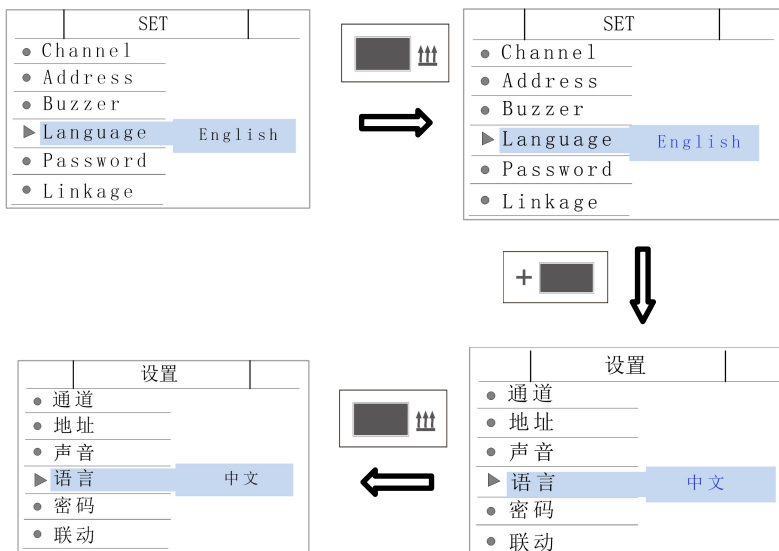 SET
Channel
Address
Buzzer
Language English
Password
Linkage
SET
Channel
Address
Buzzer
Language English
Password
Linkage
+
设置
通道
地址
声音
语言 中文
密码
联动
设置
通道
地址
声音
语言 中文
密码
联动